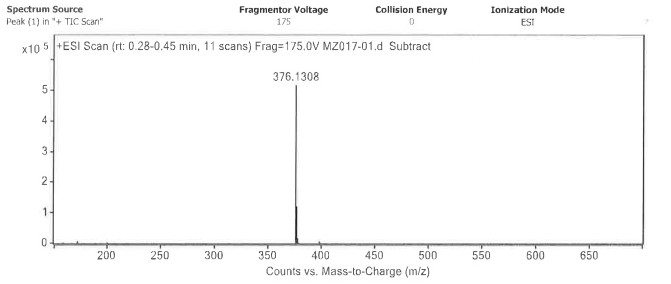 Spectrum Source Fragmentor Voltage Collision Energy Ionization Mode
Peak (1) in "+ TIC Scan" 175 0 ESI
x10 5 +ESI Scan (rt: 0.28-0.45 min, 11 scans) Frag=175.0V MZ017-01.d Subtract
376.1308
5
4
3
2
1
0
200 250 300 350 400 450 500 550 600 650
Counts vs. Mass-to-Charge (m/z)